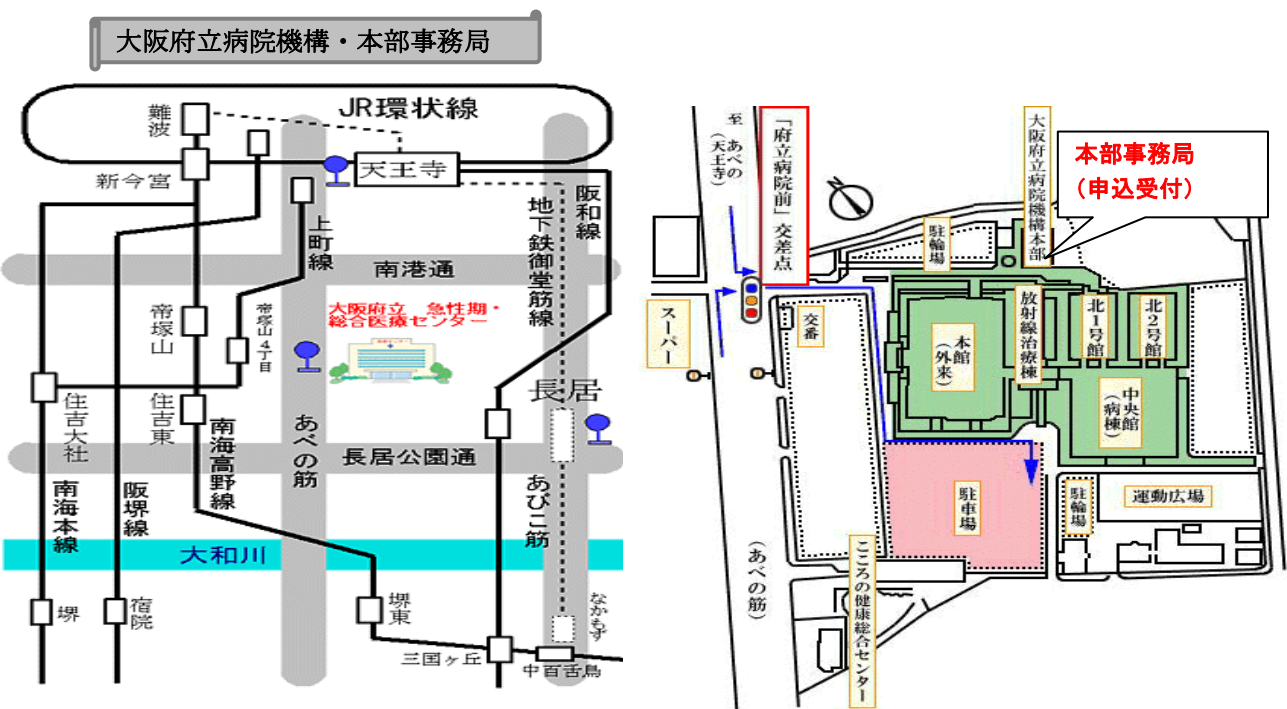 大阪府立病院機構・本部事務局
JR環状線
難波
新今宮
天王寺
阪和線
地下鉄御堂筋線
上町線
南港通
大阪府立 急性期・
総合医療センター
帝塚山
帝塚山4丁目
長居
住吉大社
住吉東
南海高野線
あべの筋
長居公園通
南海本線
阪堺線
あびこ筋
大和川
堺
宿院
堺東
なかもず
三国ヶ丘
中百舌鳥
至 あべの
(天王寺)
「府立病院前」交差点
大阪府立病院機構本部
本部事務局
(申込受付)
駐輪場
スーパー
交番
本館
(外来)
放射線治療棟
北1号館
北2号館
中央館
(病棟)
駐車場
駐輪場
運動広場
(あべの筋)
こころの健康総合センター